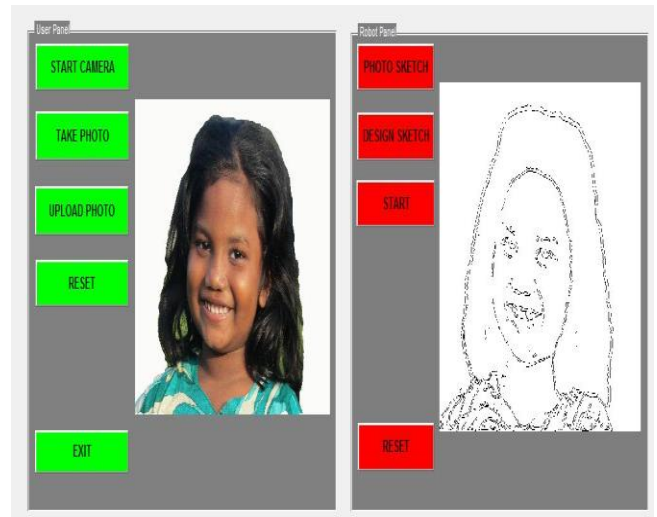 User Panel
START CAMERA
TAKE PHOTO
UPLOAD PHOTO
RESET
EXIT
Robot Panel
PHOTO SKETCH
DESIGN SKETCH
START
RESET